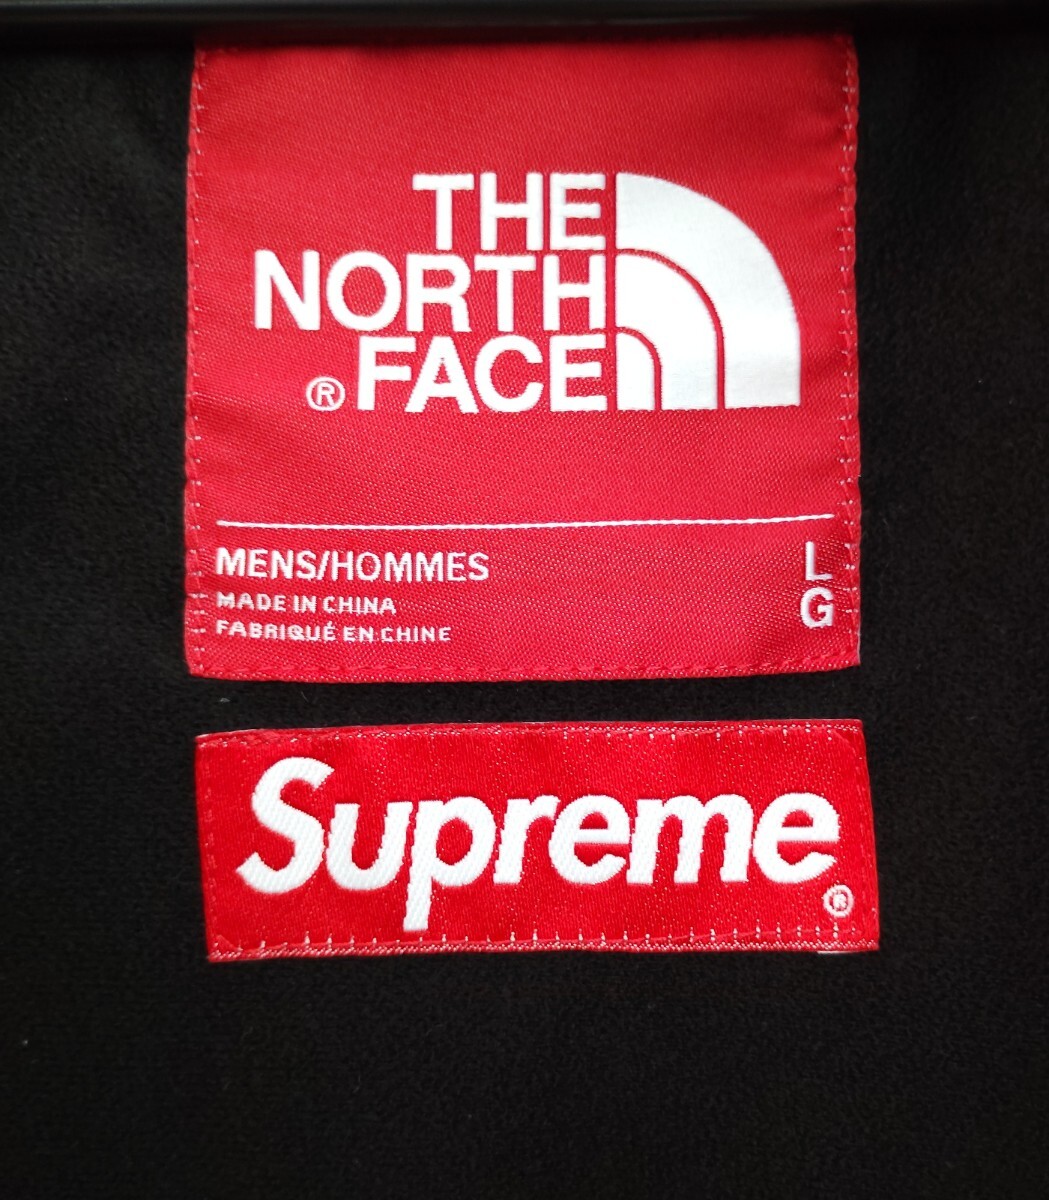 THE
NORTH
® FACE
MENS/HOMMES
L
G
MADE IN CHINA
FABRIQUÉ EN CHINE
Supreme ®